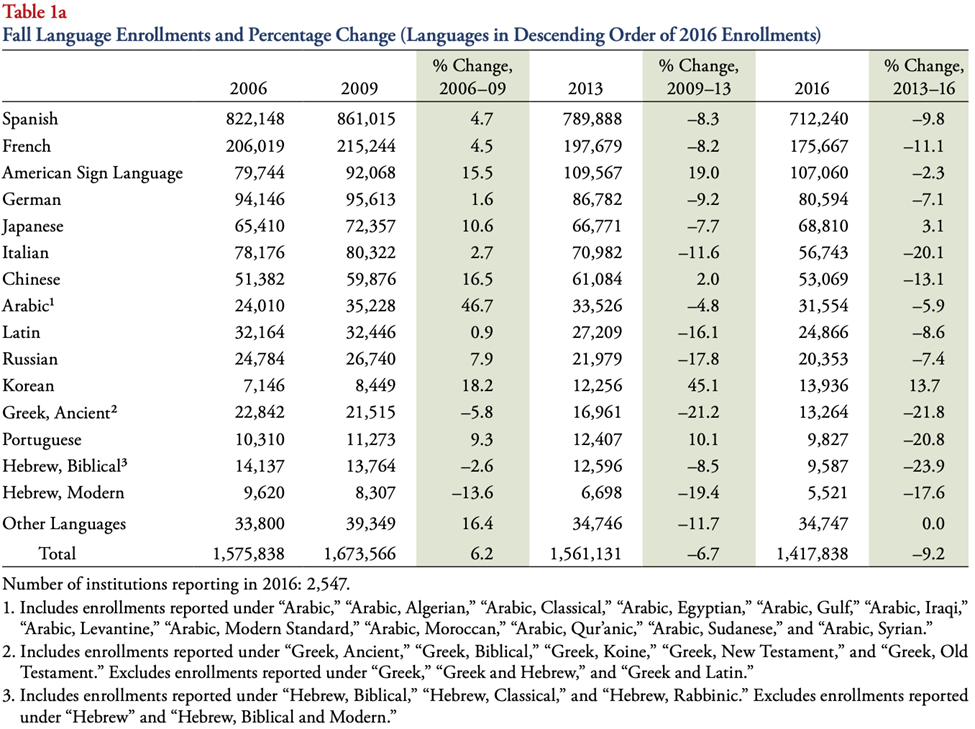 Table 1a
Fall Language Enrollments and Percentage Change (Languages in Descending Order of 2016 Enrollments)
% Change, % Change, % Change,
2006 2009 2006–09 2013 2009–13 2016 2013–16
Spanish 822,148 861,015 4.7 789,888 –8.3 712,240 –9.8
French 206,019 215,244 4.5 197,679 –8.2 175,667 –11.1
American Sign Language 79,744 92,068 15.5 109,567 19.0 107,060 –2.3
German 94,146 95,613 1.6 86,782 –9.2 80,594 –7.1
Japanese 65,410 72,357 10.6 66,771 –7.7 68,810 3.1
Italian 78,176 80,322 2.7 70,982 –11.6 56,743 –20.1
Chinese 51,382 59,876 16.5 61,084 2.0 53,069 –13.1
Arabic¹ 24,010 35,228 46.7 33,526 –4.8 31,554 –5.9
Latin 32,164 32,446 0.9 27,209 –16.1 24,866 –8.6
Russian 24,784 26,740 7.9 21,979 –17.8 20,353 –7.4
Korean 7,146 8,449 18.2 12,256 45.1 13,936 13.7
Greek, Ancient² 22,842 21,515 –5.8 16,961 –21.2 13,264 –21.8
Portuguese 10,310 11,273 9.3 12,407 10.1 9,827 –20.8
Hebrew, Biblical³ 14,137 13,764 –2.6 12,596 –8.5 9,587 –23.9
Hebrew, Modern 9,620 8,307 –13.6 6,698 –19.4 5,521 –17.6
Other Languages 33,800 39,349 16.4 34,746 –11.7 34,747 0.0
Total 1,575,838 1,673,566 6.2 1,561,131 –6.7 1,417,838 –9.2
Number of institutions reporting in 2016: 2,547.
1. Includes enrollments reported under “Arabic,” “Arabic, Algerian,” “Arabic, Classical,” “Arabic, Egyptian,” “Arabic, Gulf,” “Arabic, Iraqi,”
“Arabic, Levantine,” “Arabic, Modern Standard,” “Arabic, Moroccan,” “Arabic, Qur’anic,” “Arabic, Sudanese,” and “Arabic, Syrian.”
2. Includes enrollments reported under “Greek, Ancient,” “Greek, Biblical,” “Greek, Koine,” “Greek, New Testament,” and “Greek, Old
Testament.” Excludes enrollments reported under “Greek,” “Greek and Hebrew,” and “Greek and Latin.”
3. Includes enrollments reported under “Hebrew, Biblical,” “Hebrew, Classical,” and “Hebrew, Rabbinic.” Excludes enrollments reported
under “Hebrew” and “Hebrew, Biblical and Modern.”